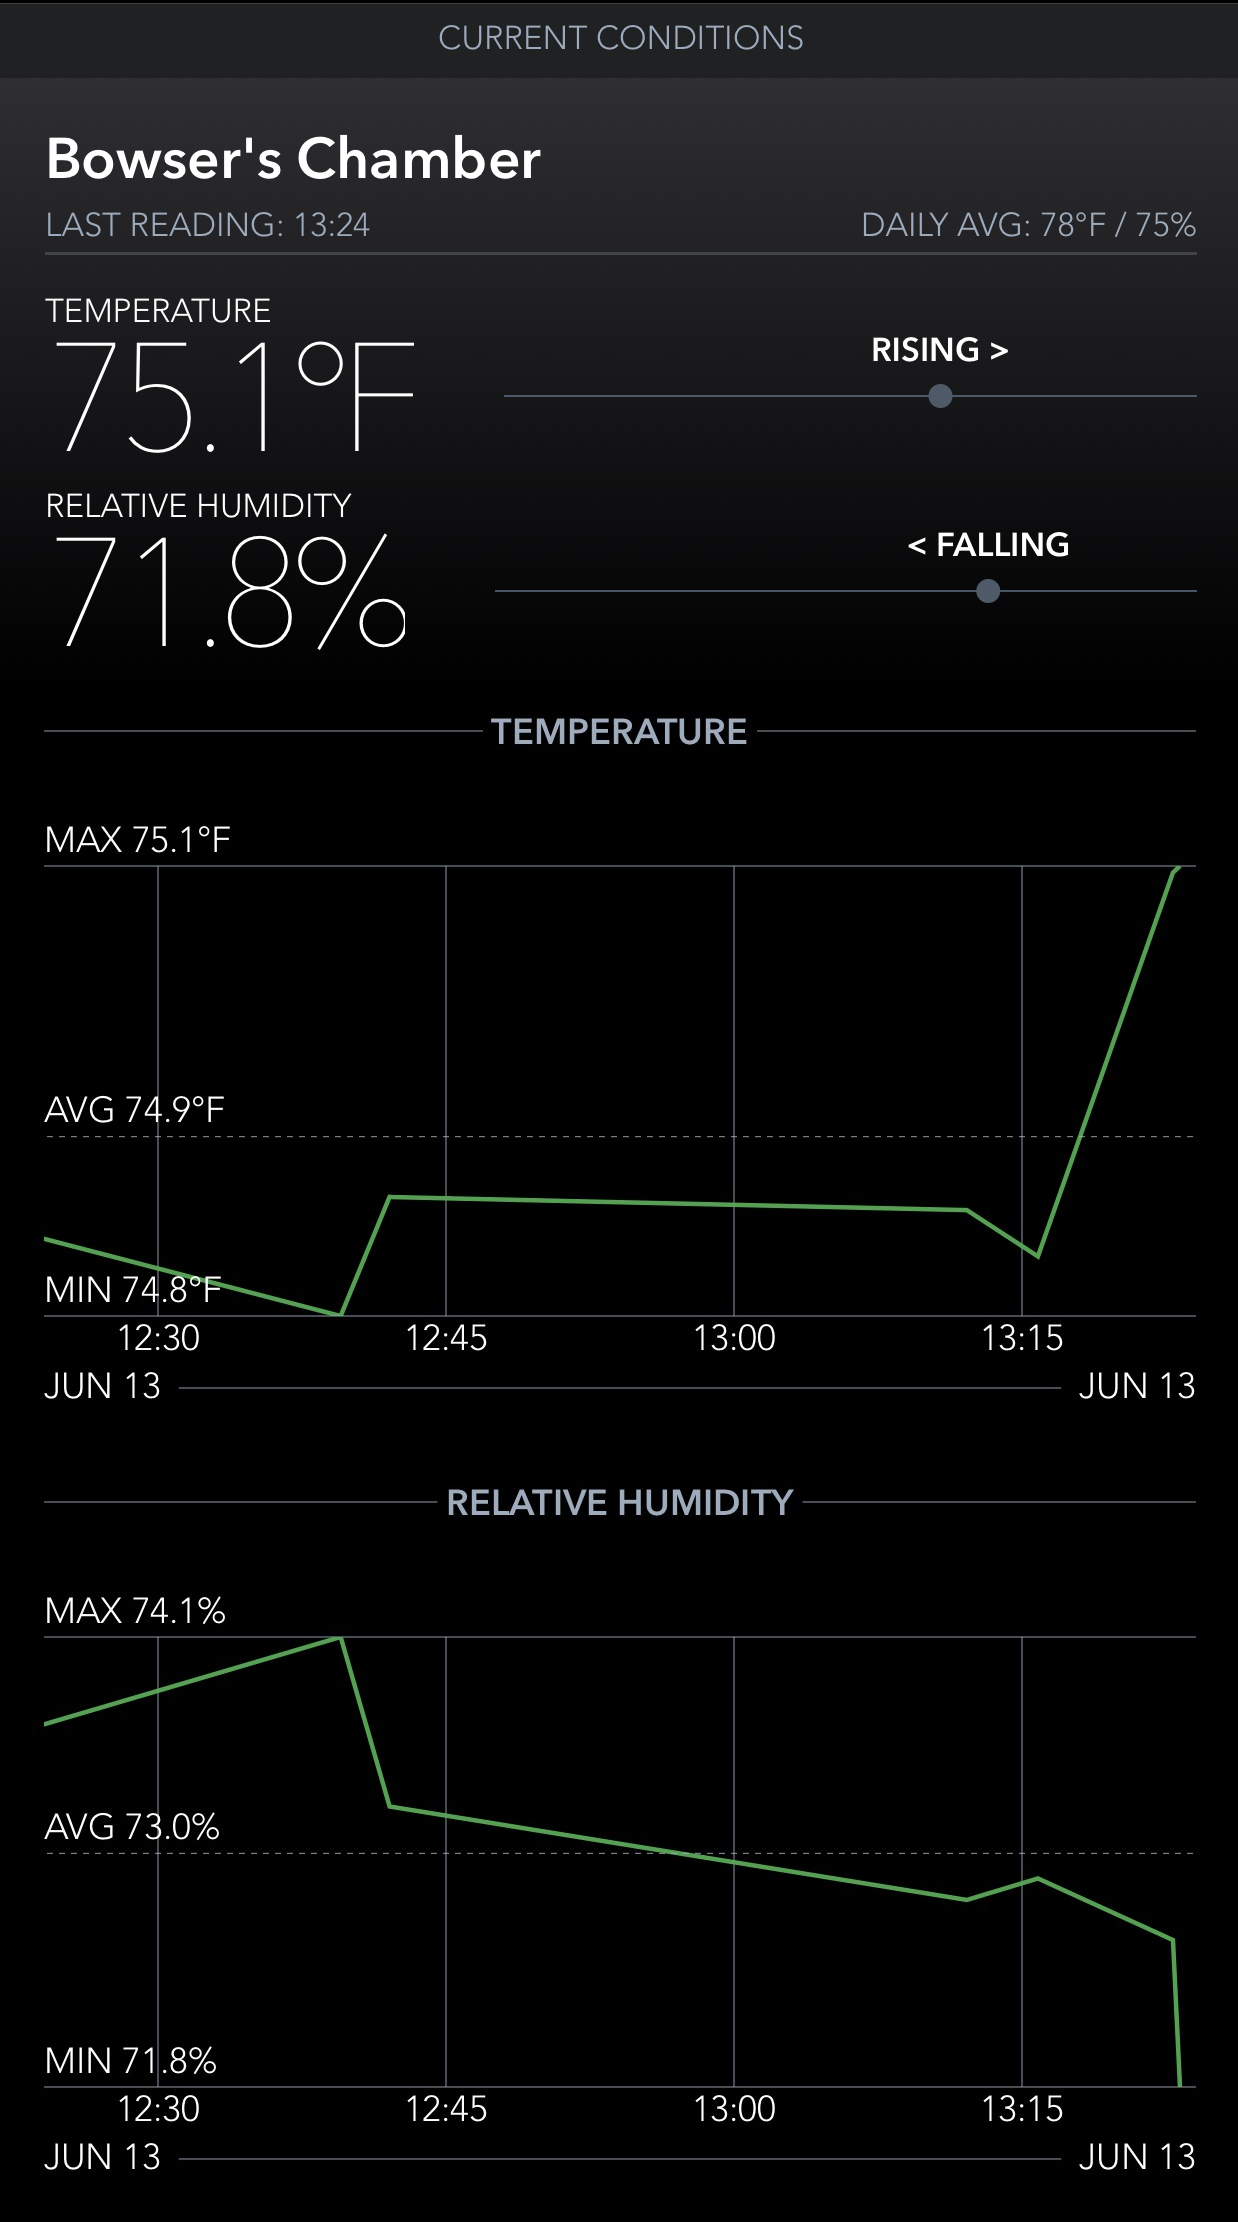 CURRENT CONDITIONS
Bowser's Chamber
LAST READING: 13:24 DAILY AVG: 78°F / 75%
TEMPERATURE
75.1°F
RISING >
RELATIVE HUMIDITY
71.8%
< FALLING
TEMPERATURE
MAX 75.1°F
AVG 74.9°F
MIN 74.8°F
12:30 12:45 13:00 13:15
JUN 13 JUN 13
RELATIVE HUMIDITY
MAX 74.1%
AVG 73.0%
MIN 71.8%
12:30 12:45 13:00 13:15
JUN 13 JUN 13